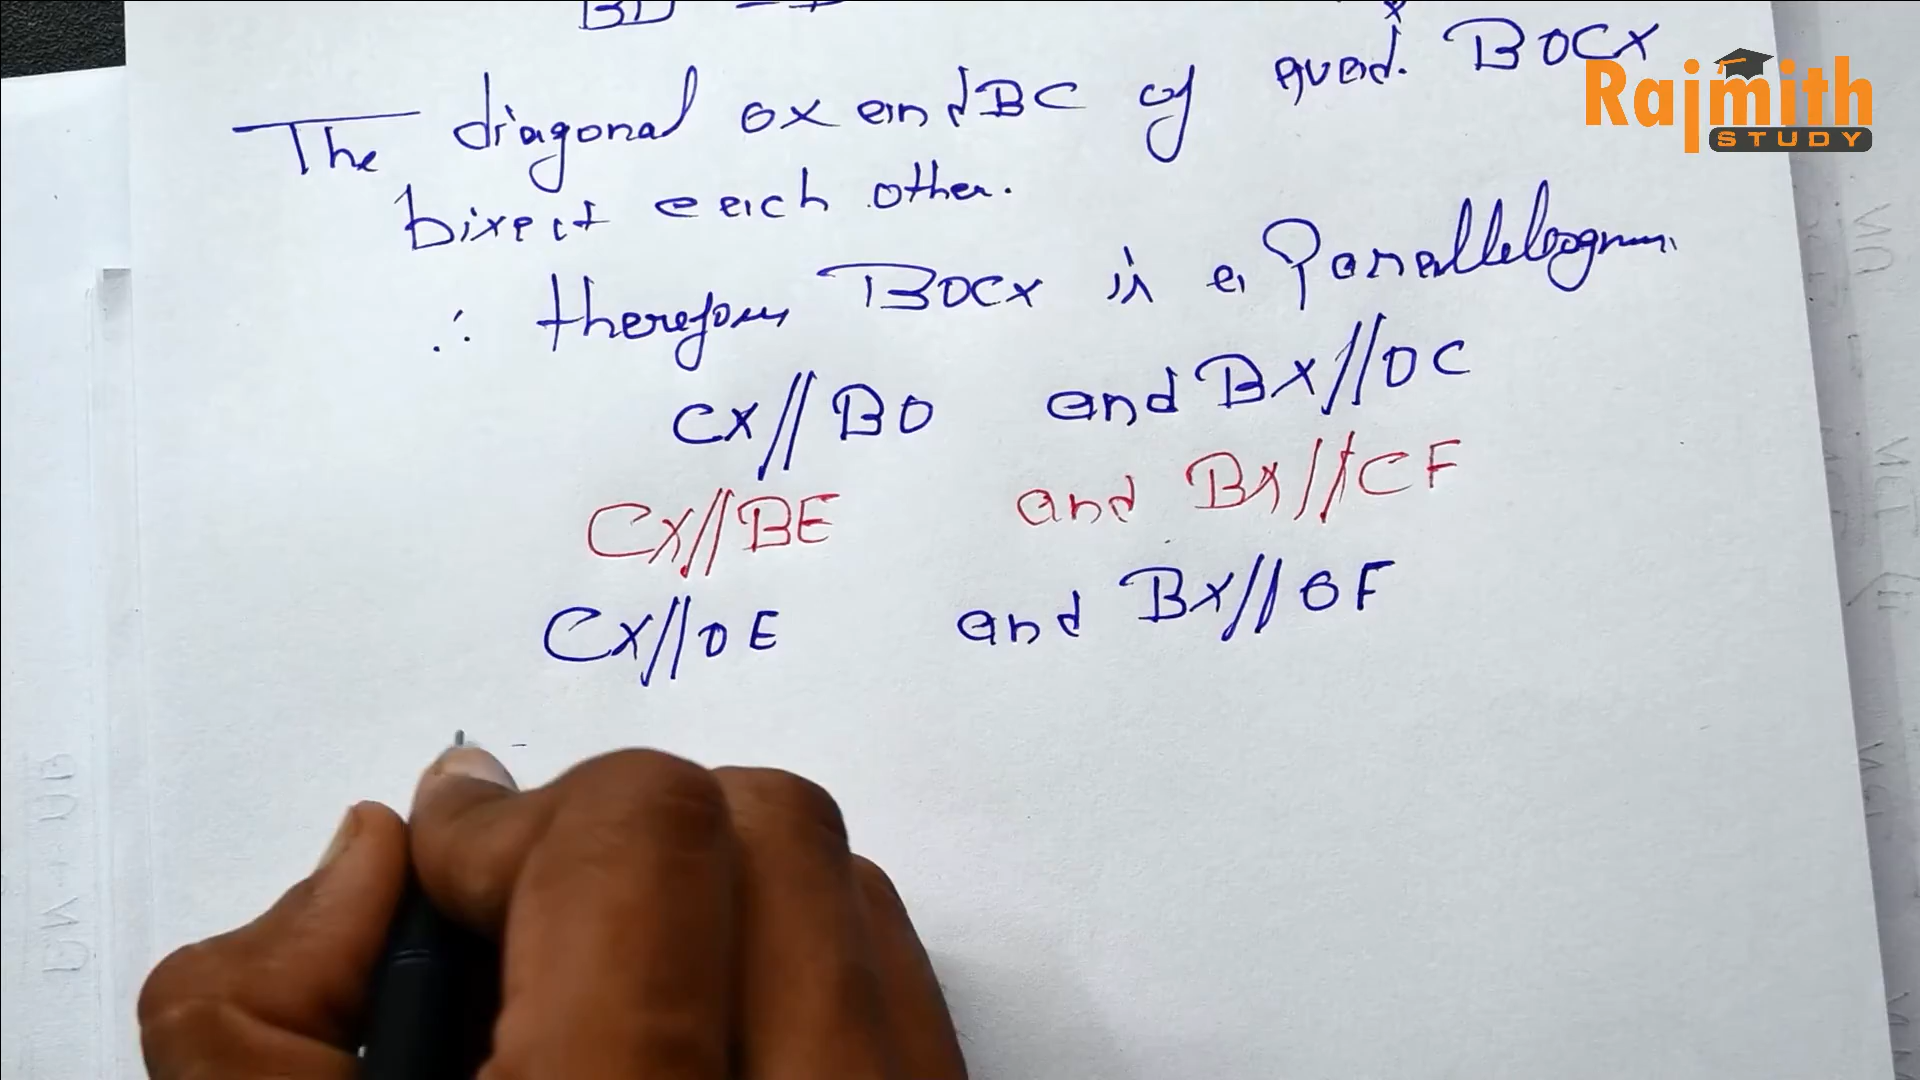 The diagonal OX and BC of quad. BOCX
bisect each other.
∴ therefore BOCX is a Parallelogram.
CX // BO and BX // OC
CX // BE and BX // CF
CX // OE and BX // OF
Rajmith
STUDY